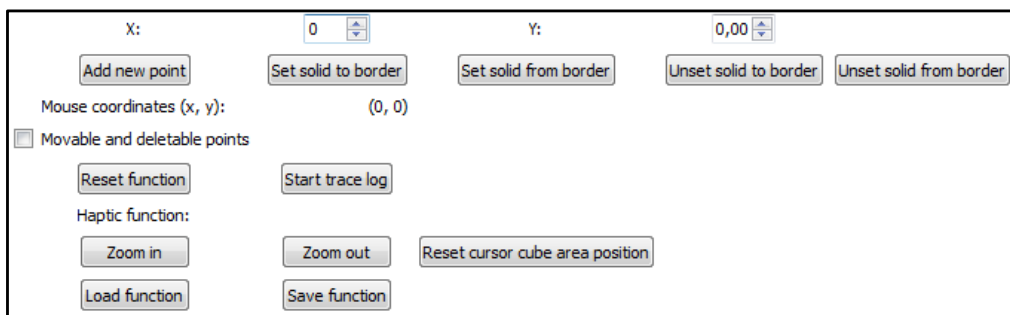 X: 0 Y: 0,00
Add new point Set solid to border Set solid from border Unset solid to border Unset solid from border
Mouse coordinates (x, y): (0, 0)
Movable and deletable points
Reset function Start trace log
Haptic function:
Zoom in Zoom out Reset cursor cube area position
Load function Save function